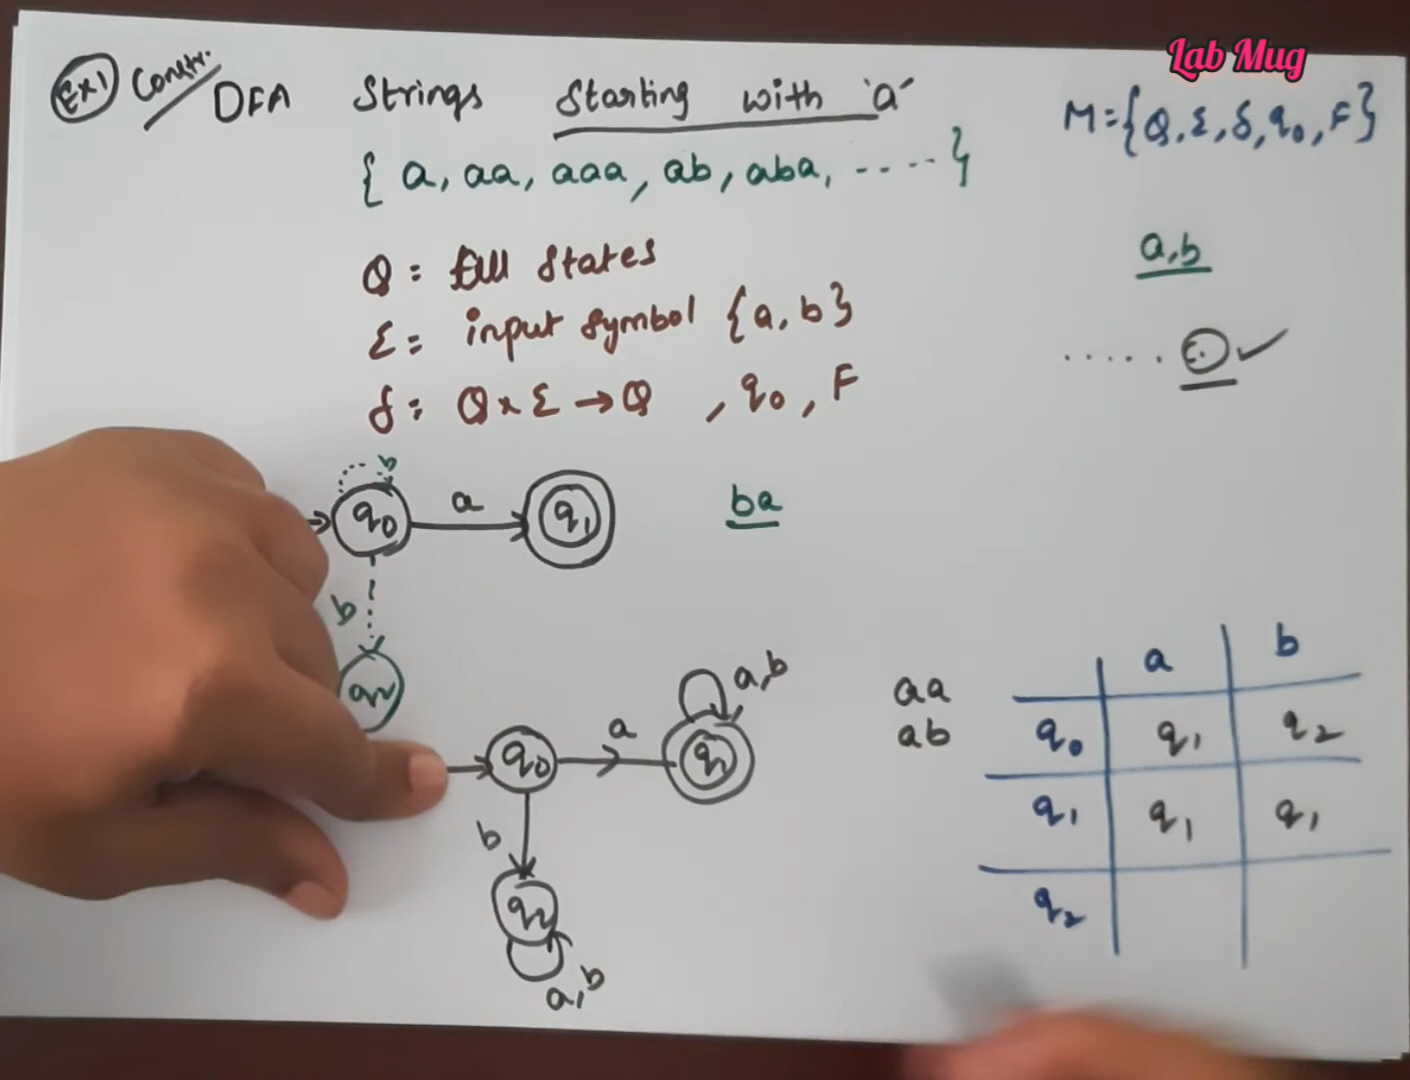 Lab Mug
Ex1 Constr. DFA Strings Starting with 'a'
M={Q,Σ,δ,q₀,F}
{ a, aa, aaa, ab, aba, ..... }
a,b
Q = All States
Σ = input symbol {a, b}
δ: Q × Σ → Q , q₀, F
b
q₀ a q₁
ba
b
q₂
a,b
aa
ab
q₀ a q₁
b
q₂
a,b
a b
q₀ q₁ q₂
q₁ q₁ q₁
q₂